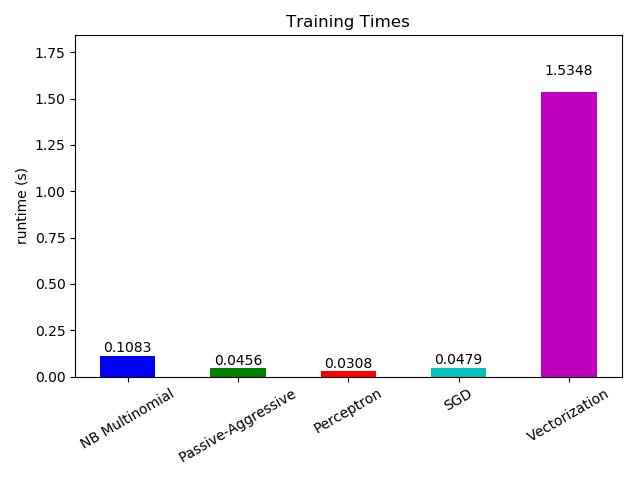 Training Times
1.75
1.50
1.25
1.00
0.75
0.50
0.25
0.00
runtime (s)
0.1083
0.0456
0.0308
0.0479
1.5348
NB Multinomial
Passive-Aggressive
Perceptron
SGD
Vectorization